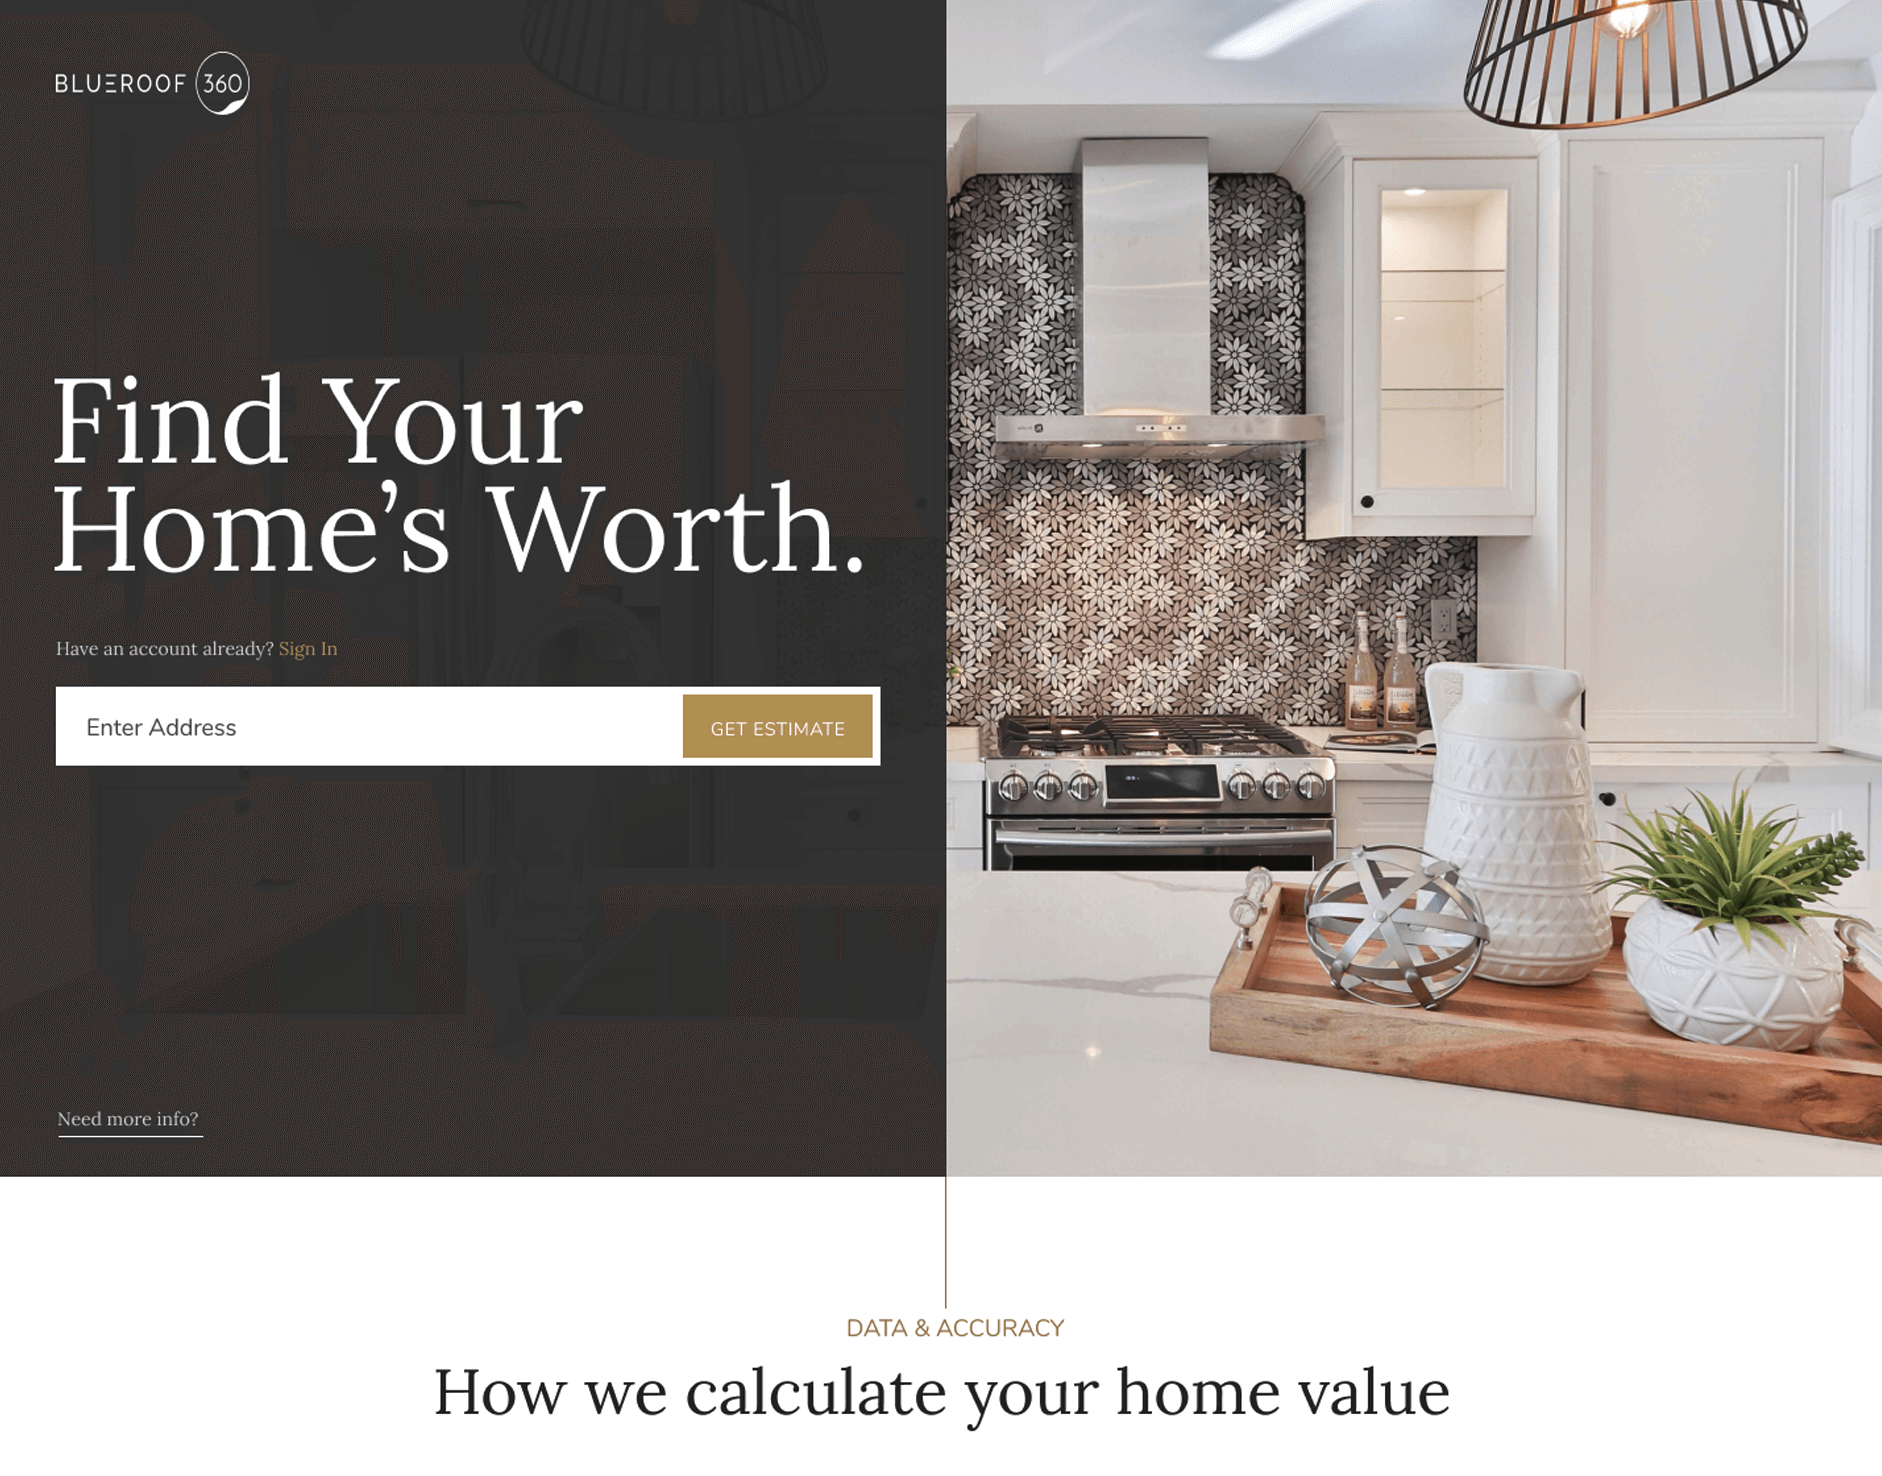 BLUEROOF 360
Find Your
Home’s Worth.
Have an account already? Sign In
Enter Address
GET ESTIMATE
Need more info?
DATA & ACCURACY
How we calculate your home value